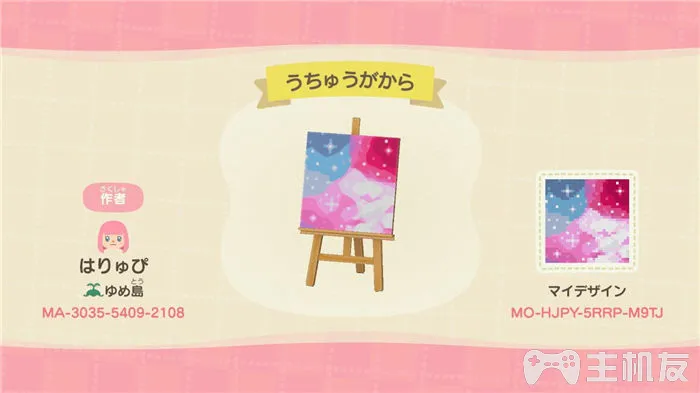 うちゅうがから
さくしゃ
作者
はりゅぴ
とう
ゆめ島
MA-3035-5409-2108
マイデザイン
MO-HJPY-5RRP-M9TJ
主机友